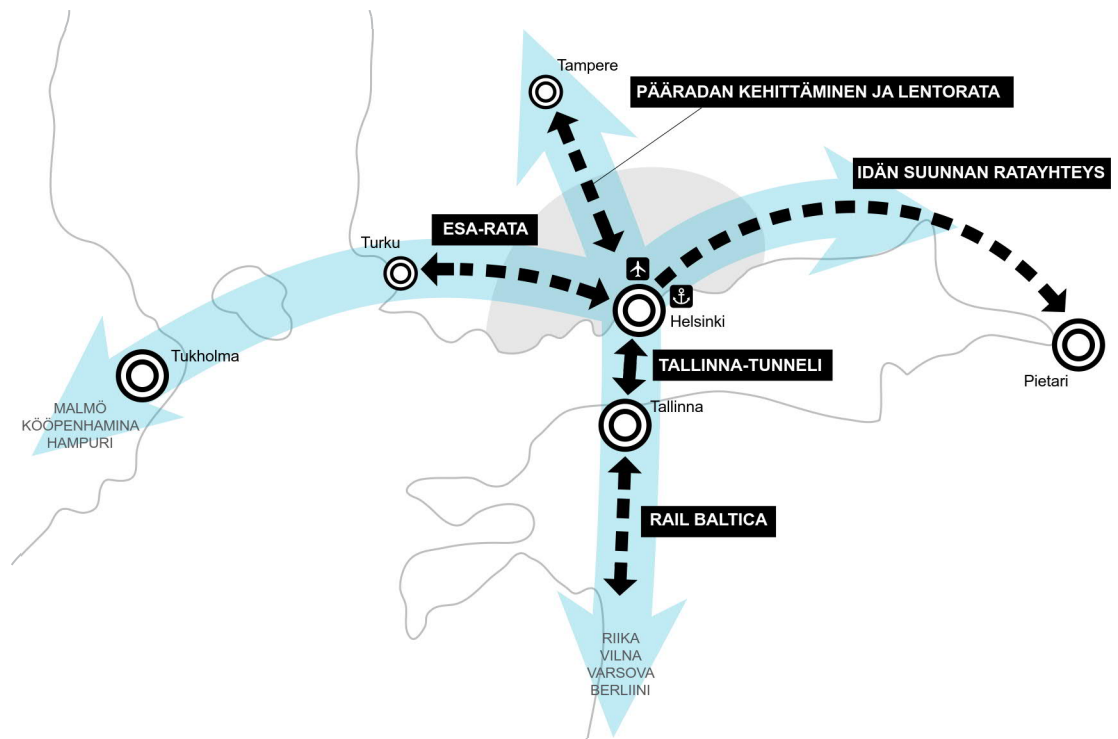 Tampere
PÄÄRADAN KEHITTÄMINEN JA LENTORATA
IDÄN SUUNNAN RATAYHTEYS
ESA-RATA
Turku
Helsinki
Tukholma
TALLINNA-TUNNELI
Pietari
MALMÖ
KÖÖPENHAMINA
HAMPURI
Tallinna
RAIL BALTICA
RIIKA
VILNA
VARSOVA
BERLIINI